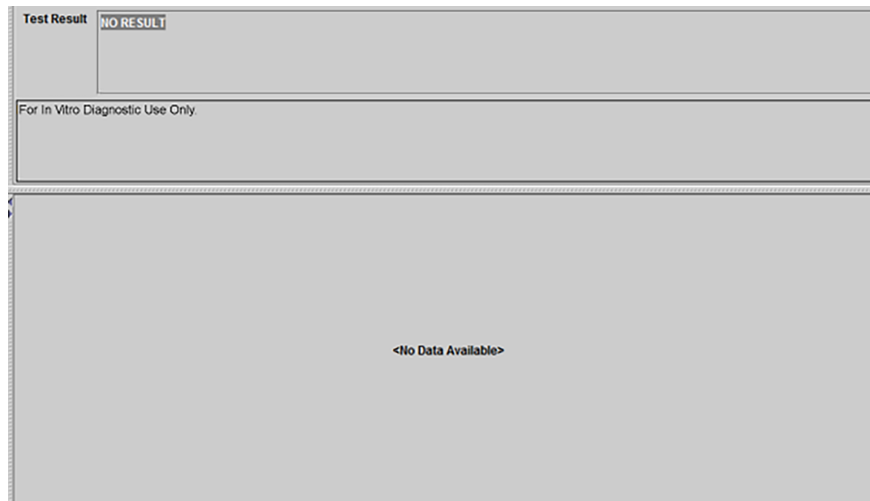 Test Result
NO RESULT
For In Vitro Diagnostic Use Only.
<No Data Available>